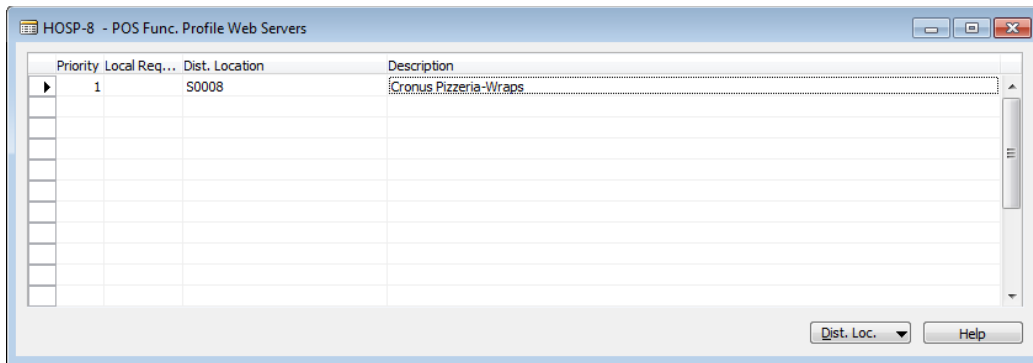 HOSP-8 - POS Func. Profile Web Servers
Priority Local Req... Dist. Location Description
1 S0008 Cronus Pizzeria-Wraps
Dist. Loc. Help